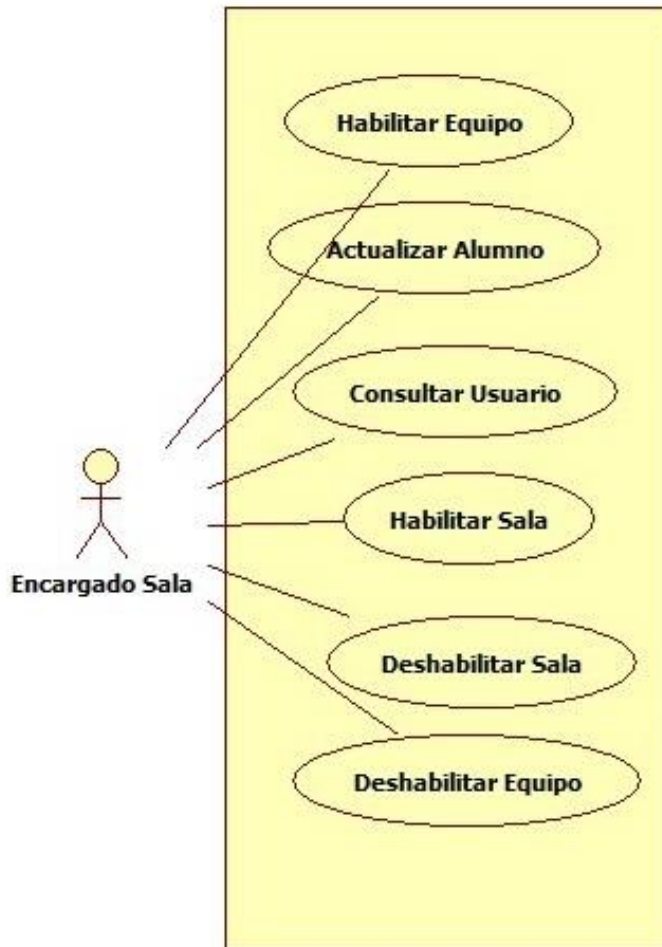 Habilitar Equipo
Actualizar Alumno
Consultar Usuario
Habilitar Sala
Encargado Sala
Deshabilitar Sala
Deshabilitar Equipo